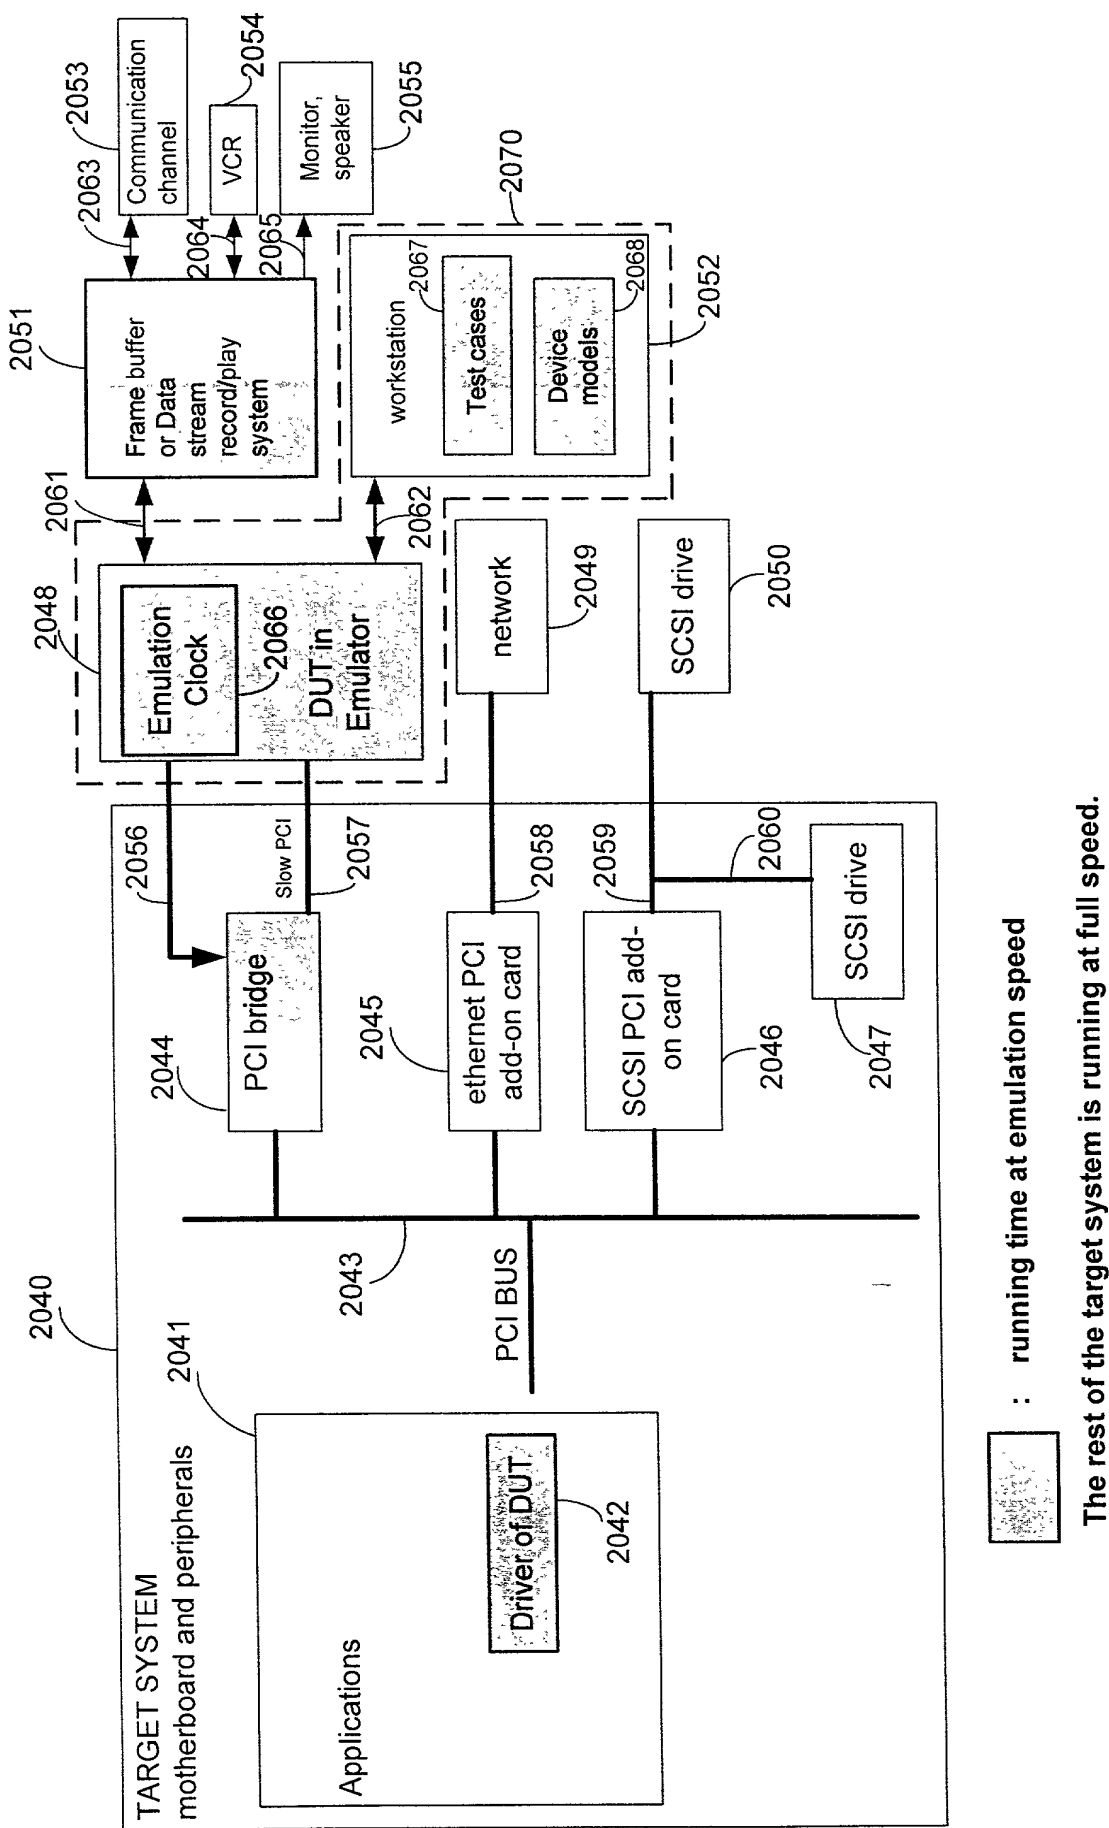 2040
TARGET SYSTEM
motherboard and peripherals
2041
Applications
Driver of DUT
2042
PCI BUS
2043
2044
PCI bridge
2056
Slow PCI
2057
2045
ethernet PCI
add-on card
2058
SCSI PCI add-
on card
2046
2059
2060
SCSI drive
2047
2048
Emulation
Clock
2066
DUT in
Emulator
network
2049
SCSI drive
2050
2061
2062
2051
Frame buffer
or Data
stream
record/play
system
workstation
2067
Test cases
2068
Device
models
2052
2070
2063
2064
2065
Communication
channel
2053
VCR
2054
Monitor,
speaker
2055
: running time at emulation speed
The rest of the target system is running at full speed.